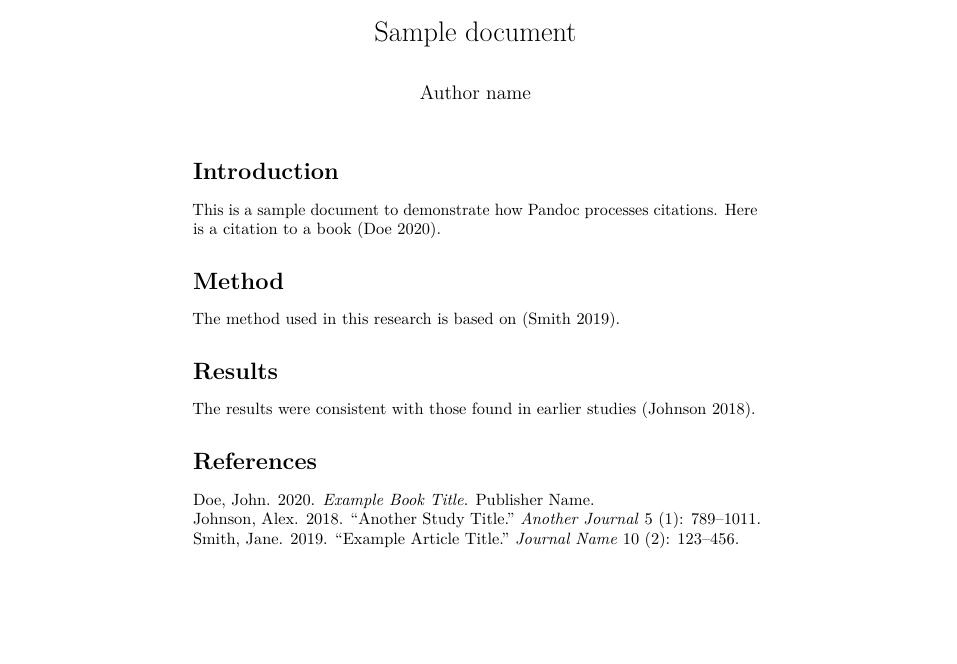 Sample document
Author name
Introduction
This is a sample document to demonstrate how Pandoc processes citations. Here
is a citation to a book (Doe 2020).
Method
The method used in this research is based on (Smith 2019).
Results
The results were consistent with those found in earlier studies (Johnson 2018).
References
Doe, John. 2020. Example Book Title. Publisher Name.
Johnson, Alex. 2018. “Another Study Title.” Another Journal 5 (1): 789–1011.
Smith, Jane. 2019. “Example Article Title.” Journal Name 10 (2): 123–456.